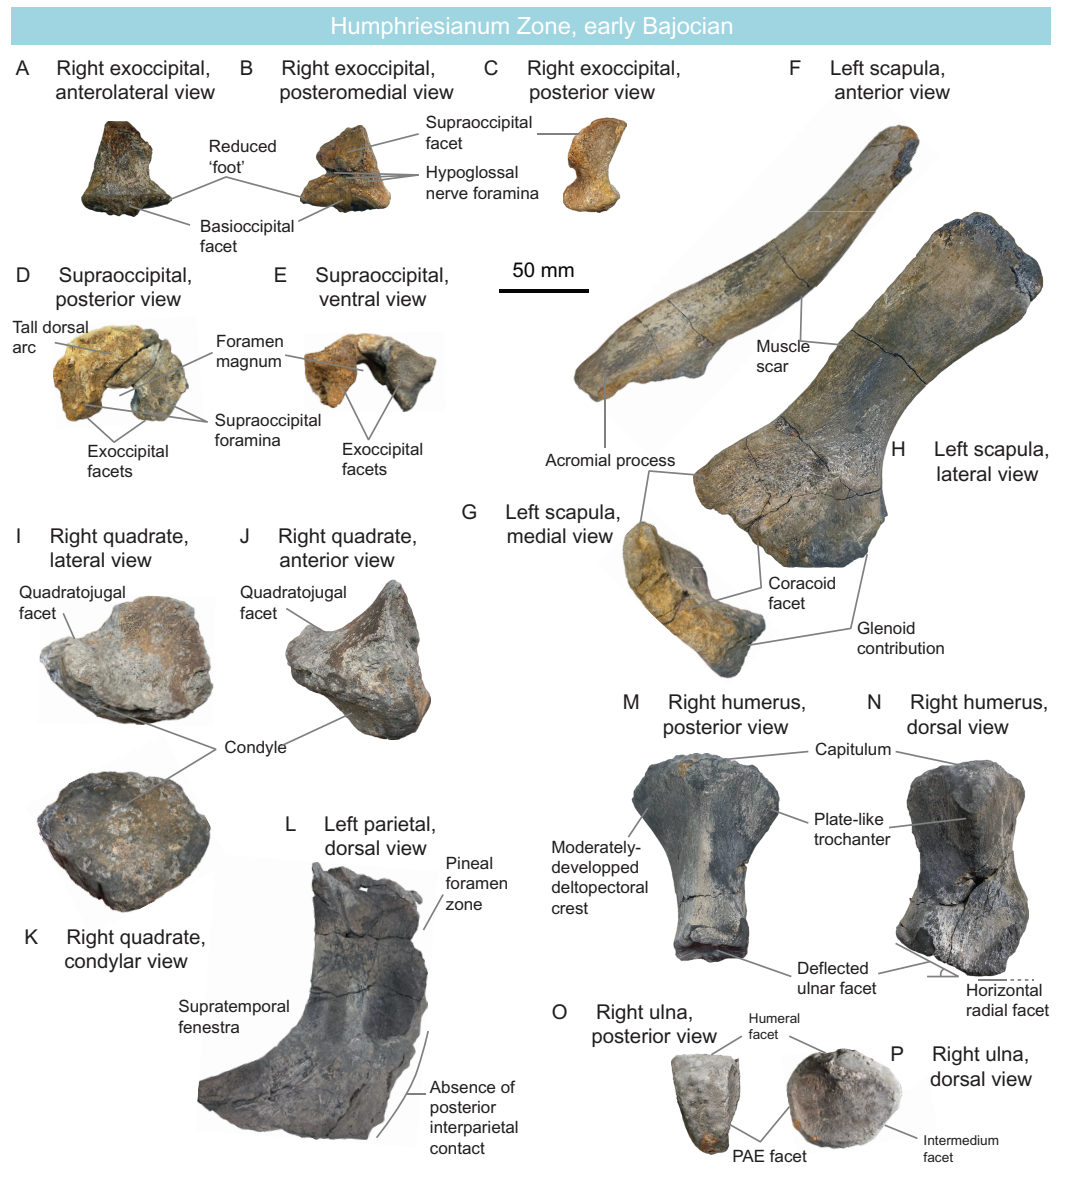 Humphriesianum Zone, early Bajocian
A Right exoccipital,
anterolateral view
B Right exoccipital,
posteromedial view
C Right exoccipital,
posterior view
F Left scapula,
anterior view
Reduced
‘foot’
Supraoccipital
facet
Hypoglossal
nerve foramina
Basioccipital
facet
D Supraoccipital,
posterior view
E Supraoccipital,
ventral view
50 mm
Tall dorsal
arc
Foramen
magnum
Muscle
scar
Supraoccipital
foramina
Exoccipital
facets
Exoccipital
facets
Acromial process
H Left scapula,
lateral view
G Left scapula,
medial view
I Right quadrate,
lateral view
J Right quadrate,
anterior view
Quadratojugal
facet
Quadratojugal
facet
Coracoid
facet
Glenoid
contribution
M Right humerus,
posterior view
N Right humerus,
dorsal view
Condyle
Capitulum
L Left parietal,
dorsal view
Plate-like
trochanter
Moderately-
developped
deltopectoral
crest
Pineal
foramen
zone
K Right quadrate,
condylar view
Deflected
ulnar facet
Horizontal
radial facet
Supratemporal
fenestra
O Right ulna,
posterior view
Humeral
facet
P Right ulna,
dorsal view
Absence of
posterior
interparietal
contact
PAE facet
Intermedium
facet